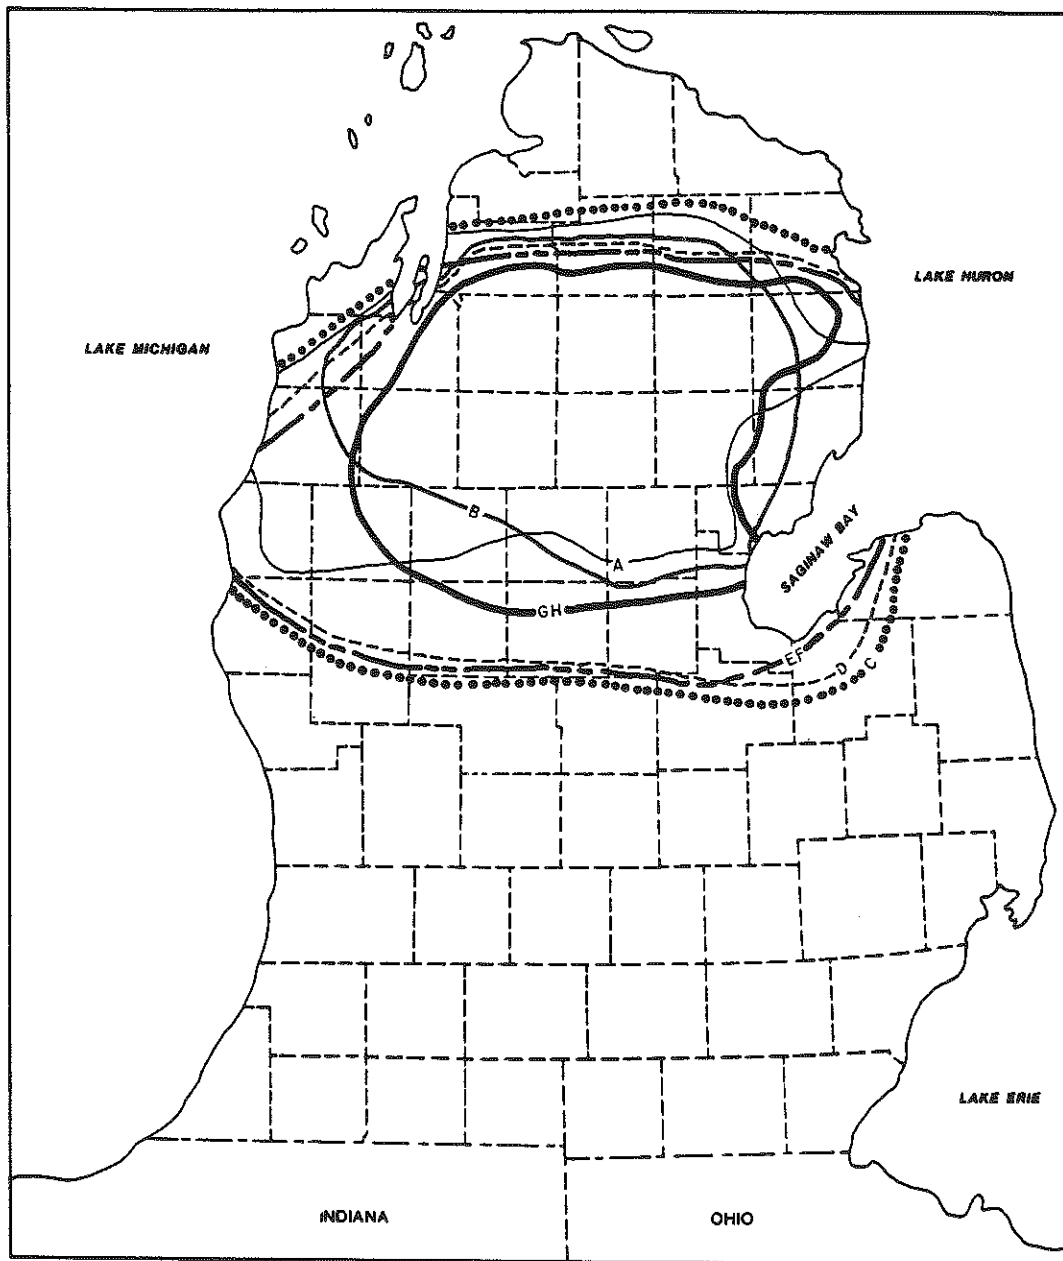 LAKE HURON
LAKE MICHIGAN
B
SAGINAW BAY
A
GH
EF
D
C
LAKE ERIE
INDIANA
OHIO